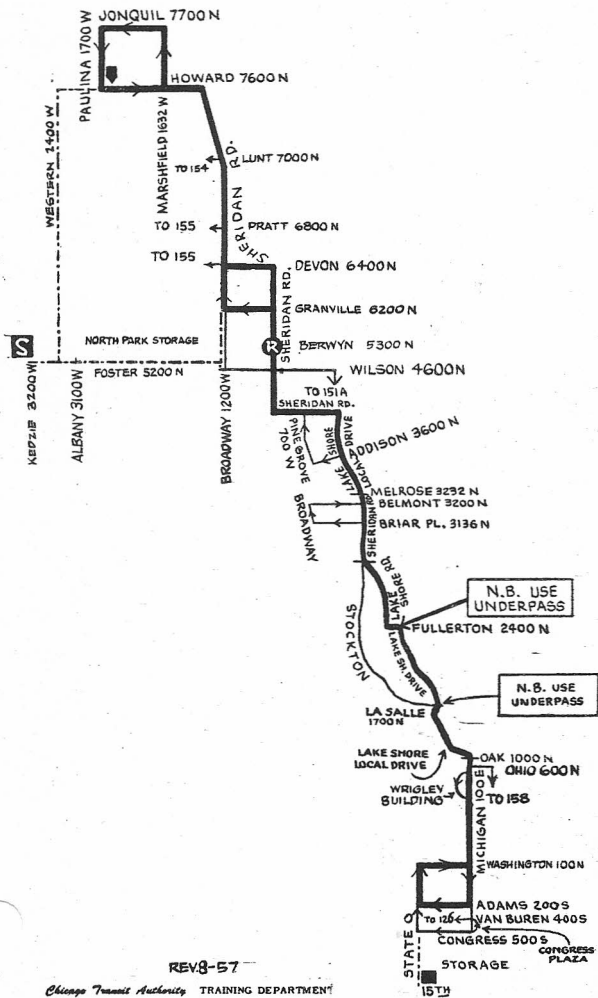 JONQUIL 7700 N
PAULINA 1700 W
HOWARD 7600 N
MARSHFIELD 1632 W
WESTERN 2400 W
TO 154
LUNT 7000 N
SHERIDAN RD.
TO 155
PRATT 6800 N
TO 155
DEVON 6400 N
SHERIDAN RD.
GRANVILLE 6200 N
S
NORTH PARK STORAGE
R
BERWYN 5300 N
FOSTER 5200 N
WILSON 4600 N
KEDZIE 3200 W
ALBANY 3100 W
BROADWAY 1200 W
TO 151A
SHERIDAN RD.
PINE GROVE
700 W
ADDISON 3600 N
LAKE SHORE
LOCAL DRIVE
MELROSE 3232 N
BELMONT 3200 N
BROADWAY
SHERIDAN RD
BRIAR PL. 3136 N
N.B. USE
UNDERPASS
LAKE
SHORE RD
STOCKTON
FULLERTON 2400 N
LAKE SH. DRIVE
N.B. USE
UNDERPASS
LA SALLE
1700 N
LAKE SHORE
LOCAL DRIVE
OAK 1000 N
OHIO 600 N
WRIGLEY
BUILDING
TO 158
MICHIGAN 100 E
WASHINGTON 100 N
ADAMS 200 S
TO 126
VAN BUREN 400 S
CONGRESS 500 S
CONGRESS
PLAZA
STATE 0
STORAGE
15TH
REV. 8-57
Chicago Transit Authority TRAINING DEPARTMENT